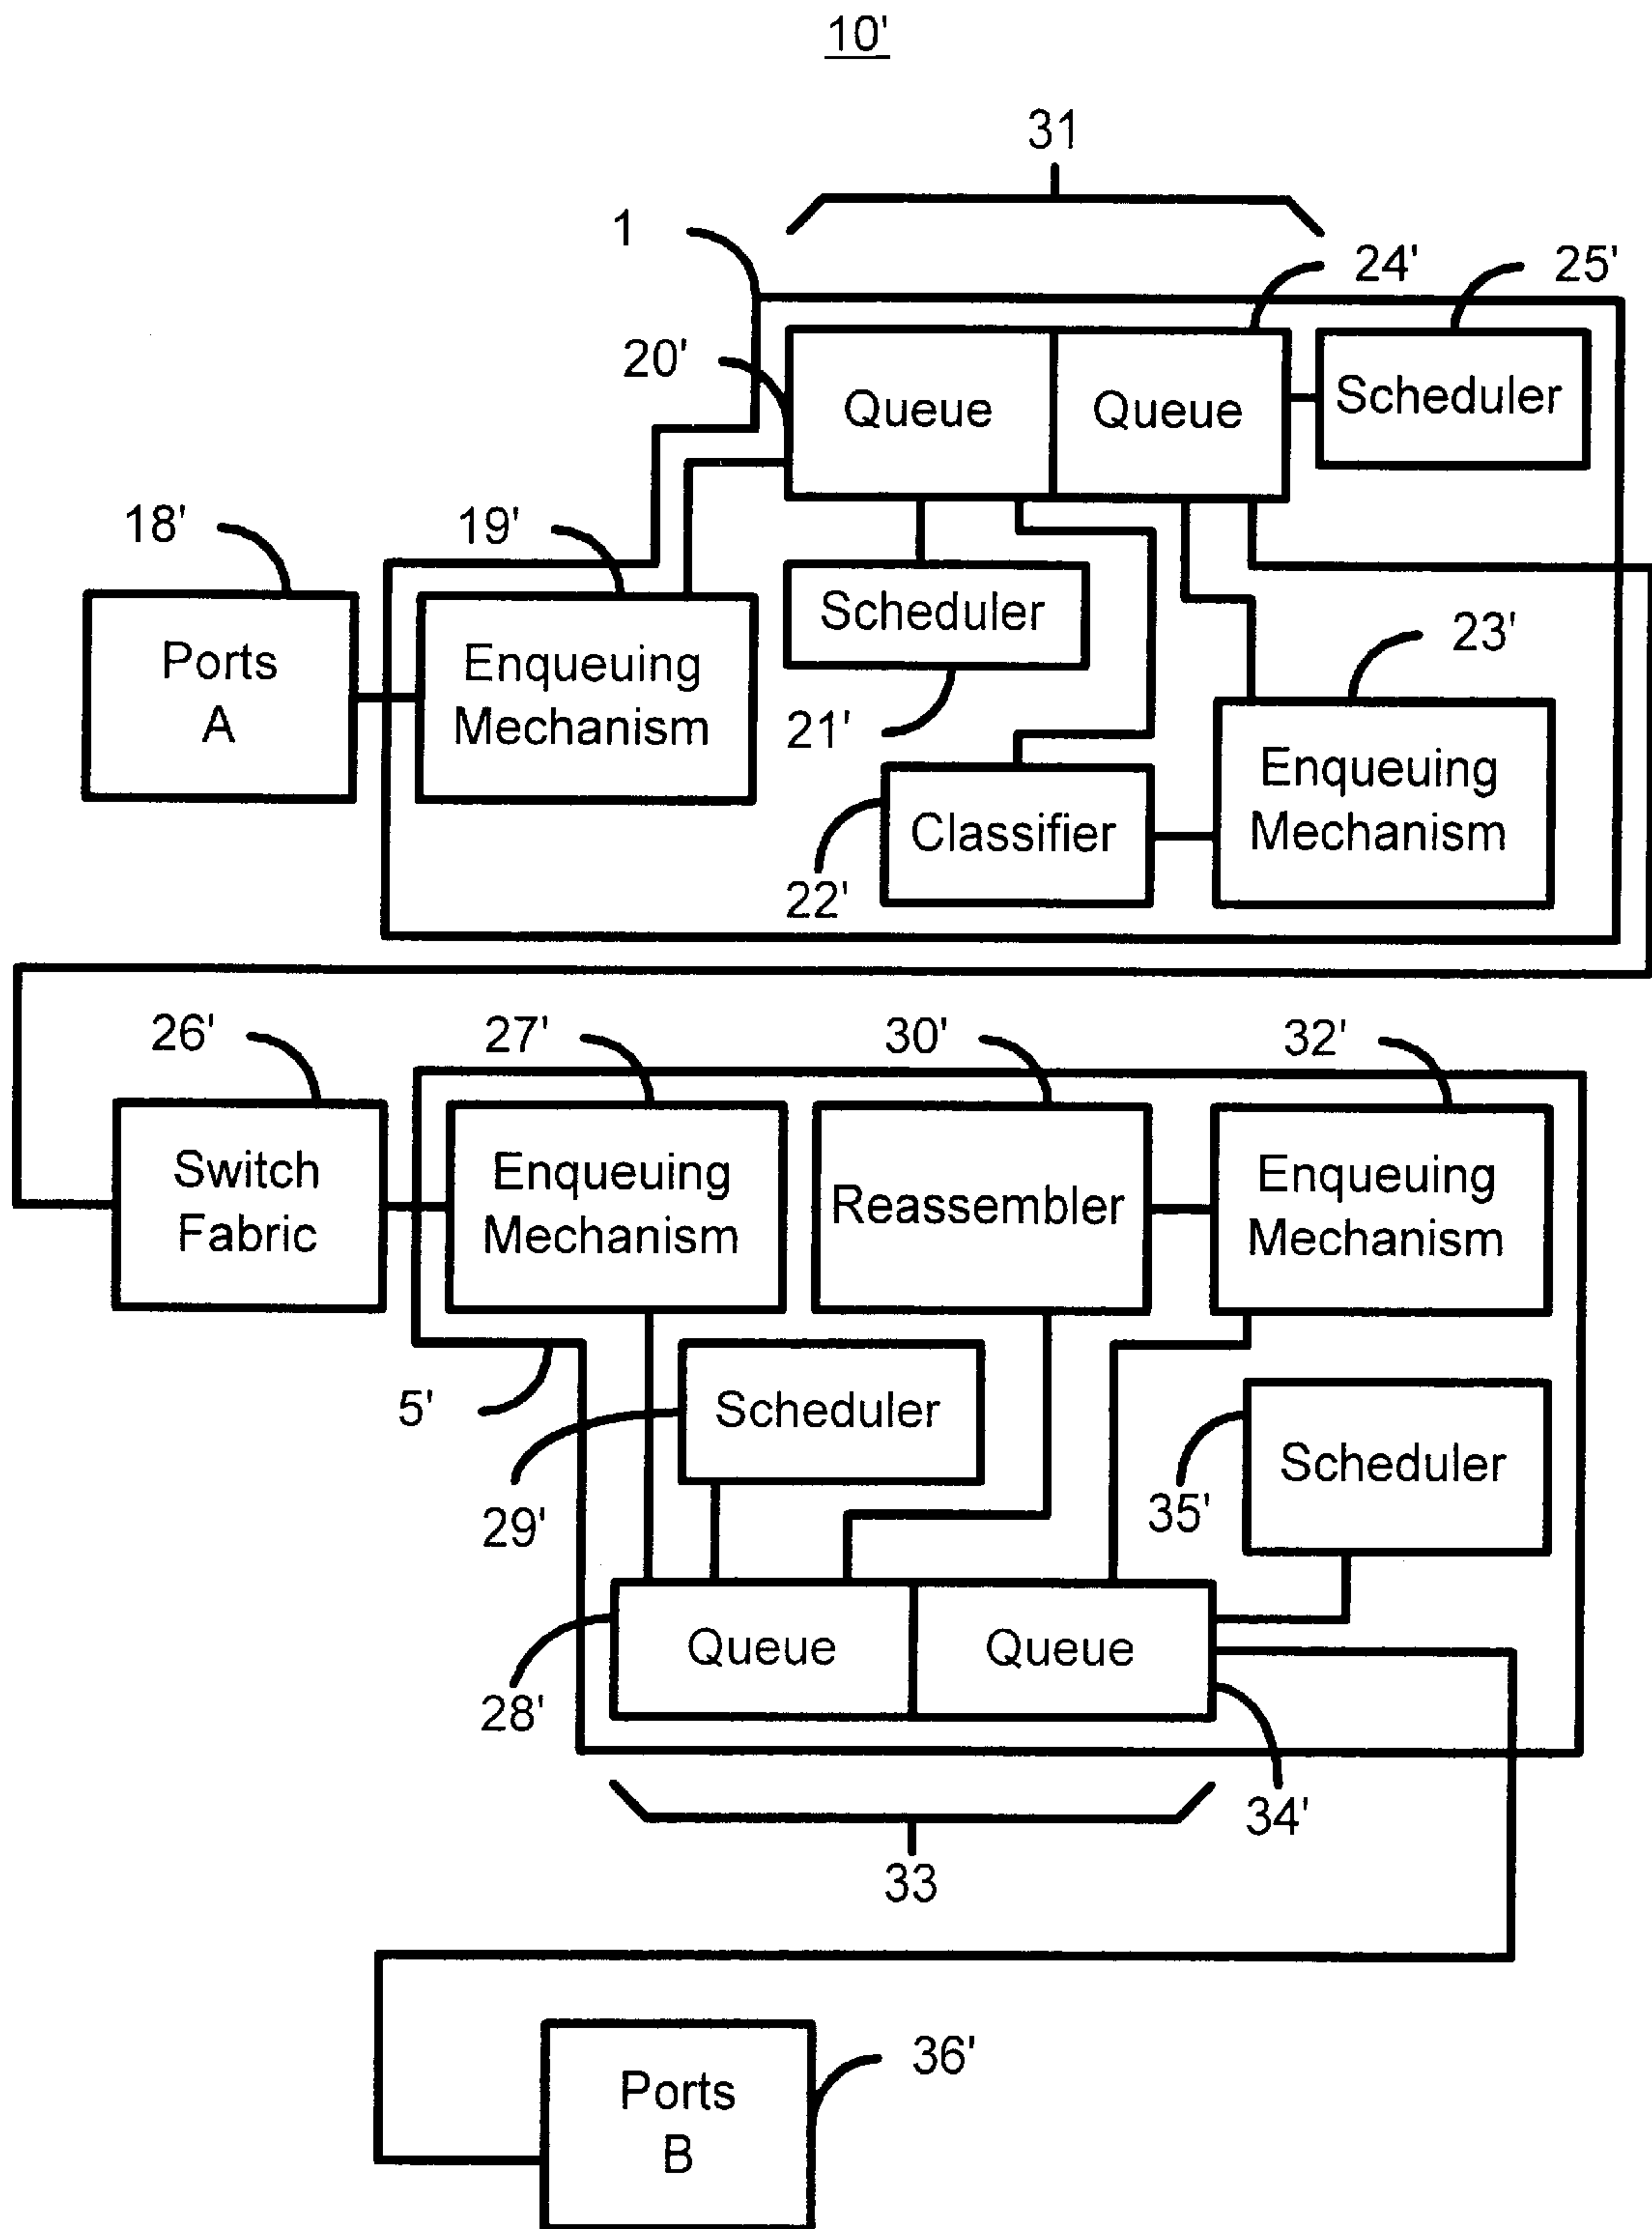 10'
31
1
24'
25'
20'
Queue
Queue
Scheduler
18'
19'
Ports
A
Enqueuing
Mechanism
Scheduler
21'
23'
Enqueuing
Mechanism
Classifier
22'
26'
27'
30'
32'
Switch
Fabric
Enqueuing
Mechanism
Reassembler
Enqueuing
Mechanism
5'
Scheduler
29'
Scheduler
35'
Queue
Queue
28'
34'
33
36'
Ports
B